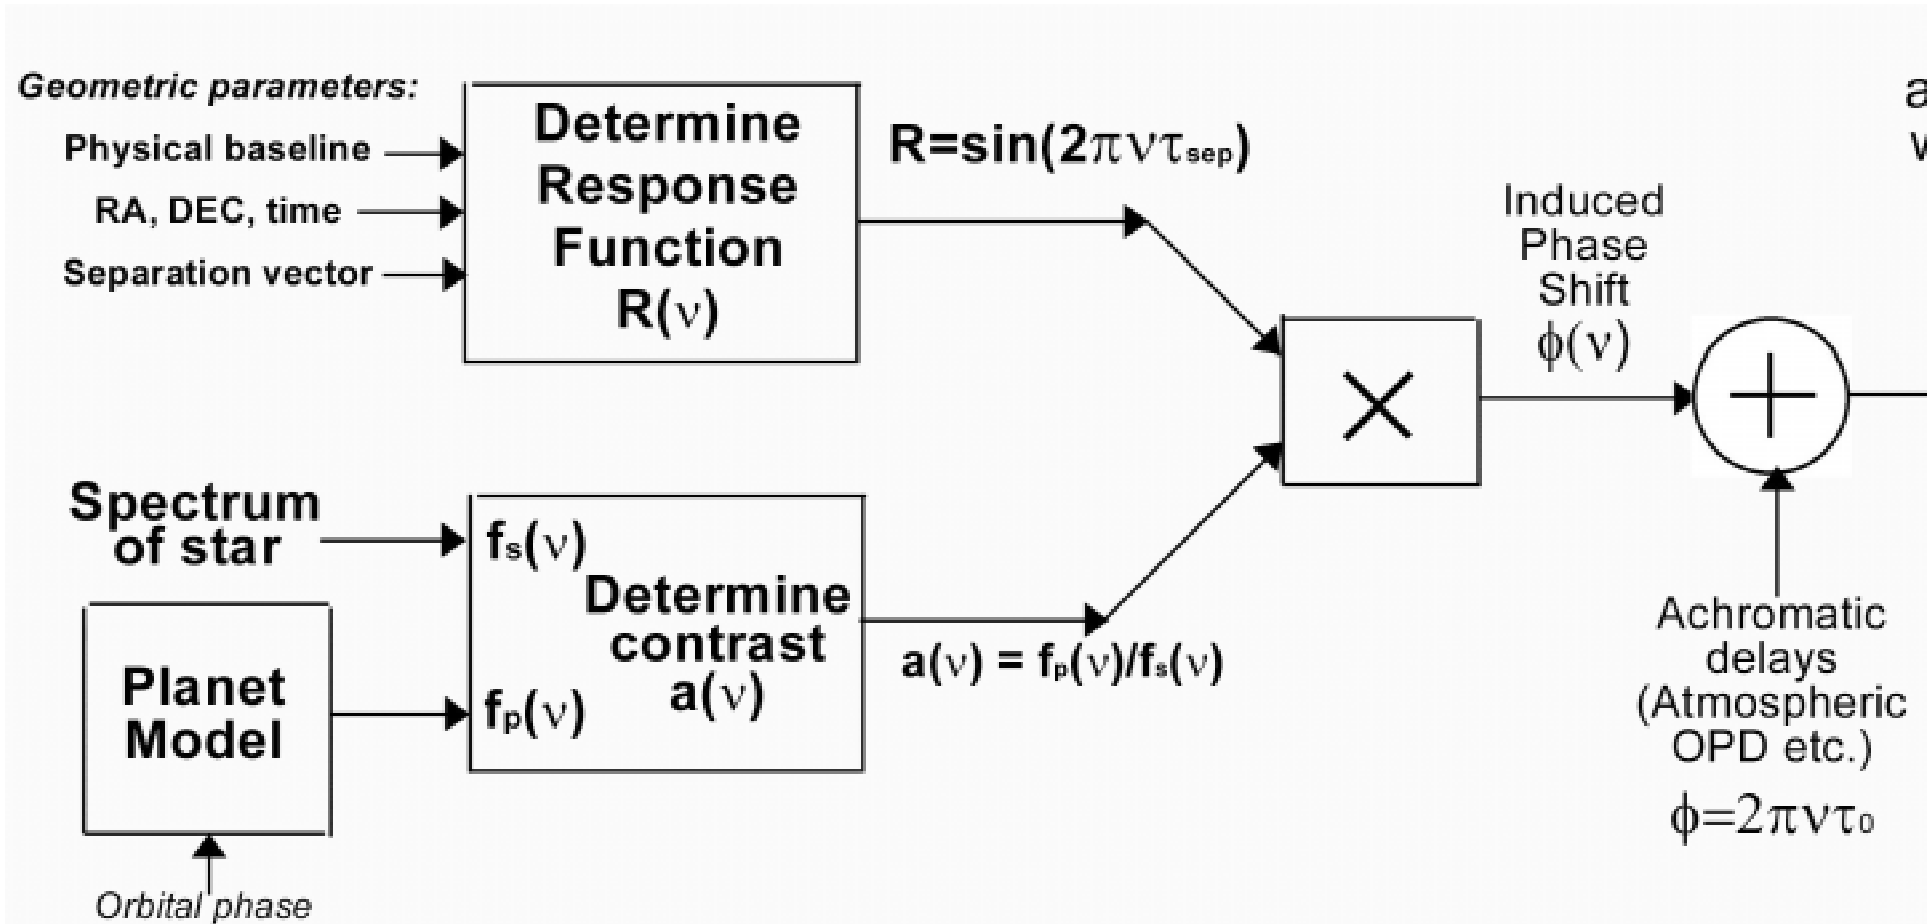 Geometric parameters:
Physical baseline
RA, DEC, time
Separation vector
Determine
Response
Function
R(ν)
R=sin(2πντsep)
Induced
Phase
Shift
ϕ(ν)
×
+
Spectrum
of star
Planet
Model
Orbital phase
fs(ν)
Determine
contrast
a(ν)
fp(ν)
a(ν) = fp(ν)/fs(ν)
Achromatic
delays
(Atmospheric
OPD etc.)
ϕ=2πντ0